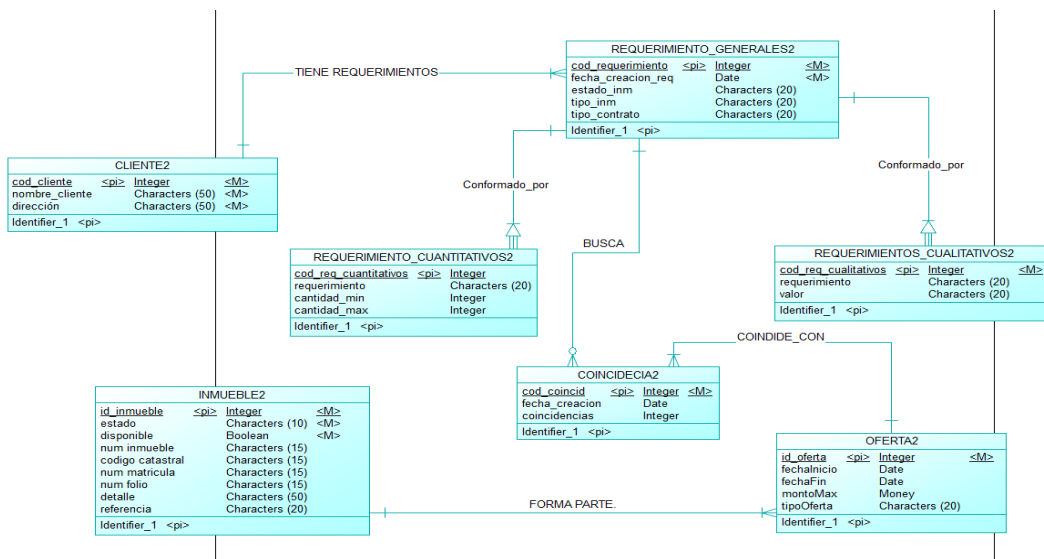 REQUERIMIENTO_GENERALES2
cod_requerimiento <pi> Integer <M>
fecha_creacion_req Date <M>
estado_inm Characters (20)
tipo_inm Characters (20)
tipo_contrato Characters (20)
Identifier_1 <pi>
TIENE REQUERIMIENTOS
CLIENTE2
cod_cliente <pi> Integer <M>
nombre_cliente Characters (50) <M>
dirección Characters (50) <M>
Identifier_1 <pi>
Conformado_por
Conformado_por
BUSCA
REQUERIMIENTO_CUANTITATIVOS2
cod_req_cuantitativos <pi> Integer
requerimiento Characters (20)
cantidad_min Integer
cantidad_max Integer
Identifier_1 <pi>
REQUERIMIENTOS_CUALITATIVOS2
cod_req_cualitativos <pi> Integer <M>
requerimiento Characters (20)
valor Characters (20)
Identifier_1 <pi>
COINDIDE_CON
COINCIDECIA2
cod_coincid <pi> Integer <M>
fecha_creacion Date
coincidencias Integer
Identifier_1 <pi>
INMUEBLE2
id_inmueble <pi> Integer <M>
estado Characters (10) <M>
disponible Boolean <M>
num inmueble Characters (15)
codigo catastral Characters (15)
num matricula Characters (15)
num folio Characters (15)
detalle Characters (50)
referencia Characters (20)
Identifier_1 <pi>
OFERTA2
id_oferta <pi> Integer <M>
fechaInicio Date
fechaFin Date
montoMax Money
tipoOferta Characters (20)
Identifier_1 <pi>
FORMA PARTE.